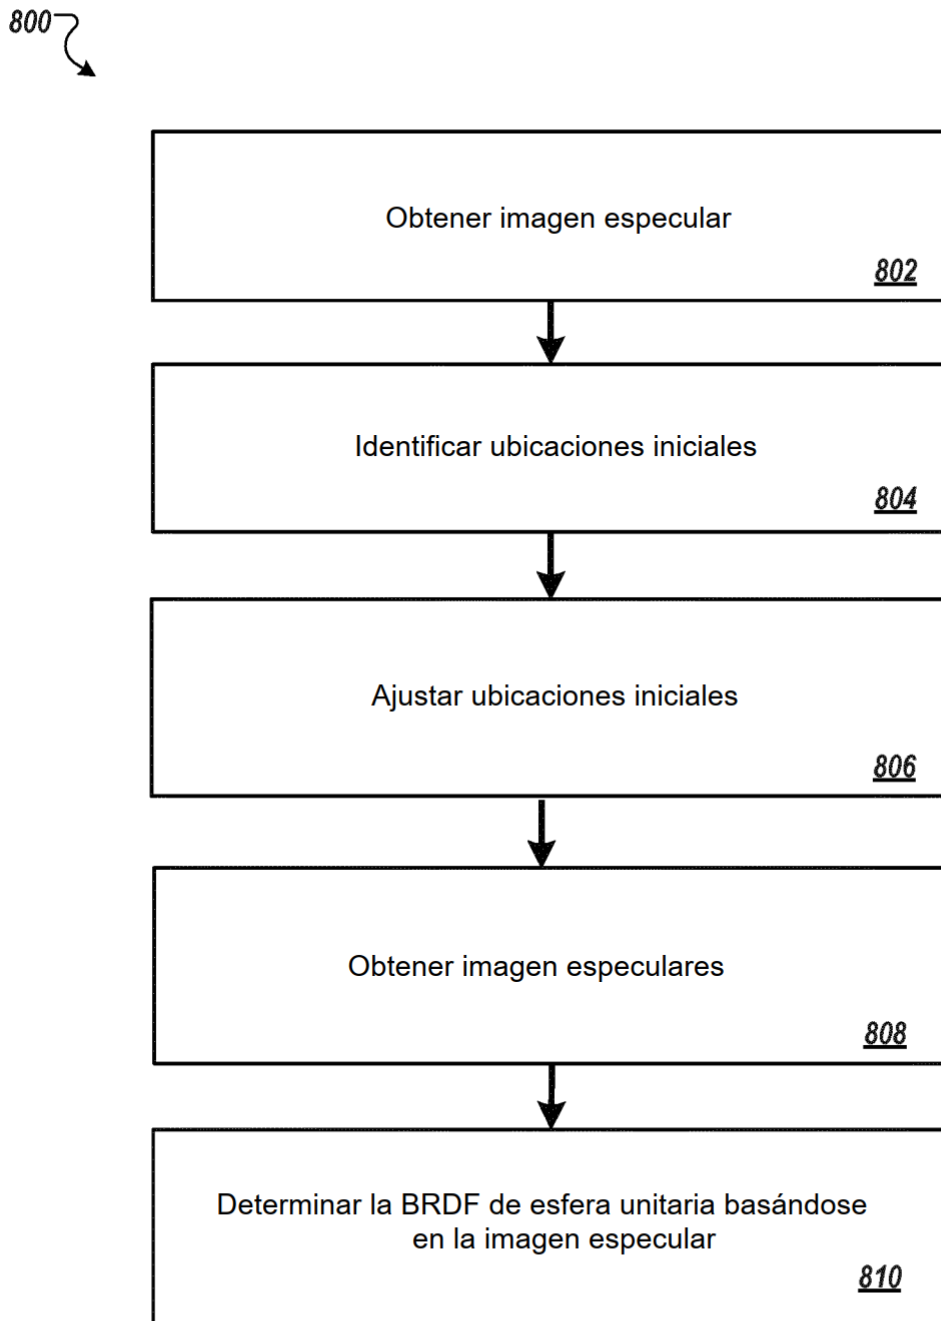 800
Obtener imagen especular
802
Identificar ubicaciones iniciales
804
Ajustar ubicaciones iniciales
806
Obtener imagen especulares
808
Determinar la BRDF de esfera unitaria basándose
en la imagen especular
810